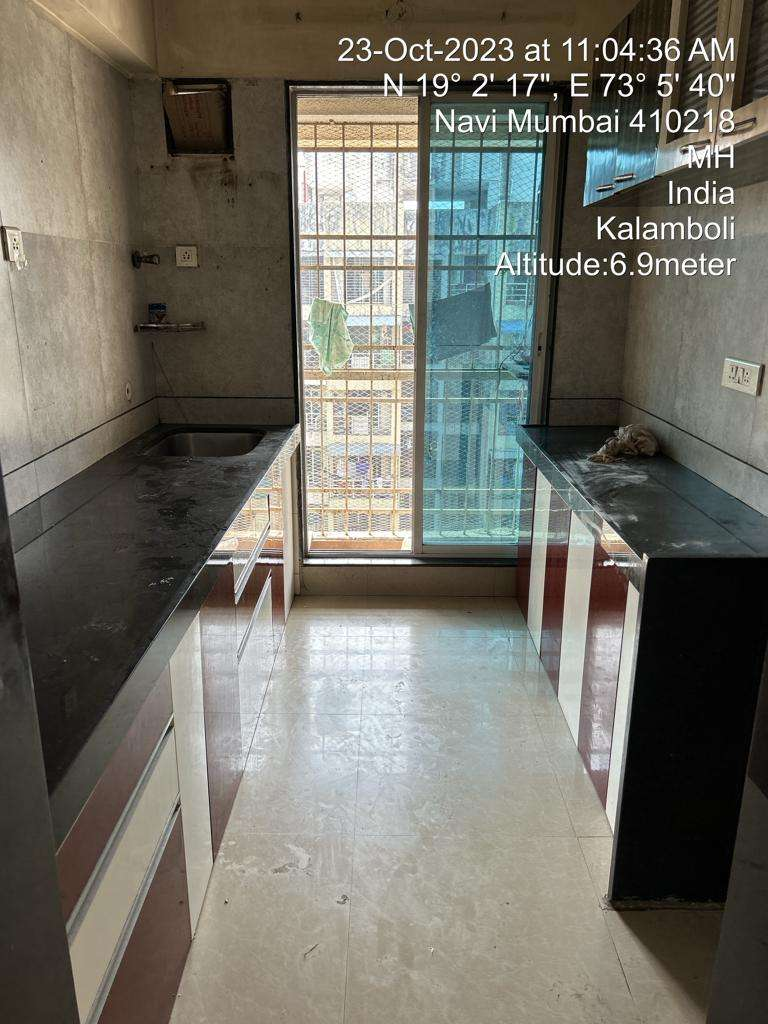 23-Oct-2023 at 11:04:36 AM
N 19° 2' 17", E 73° 5' 40"
Navi Mumbai 410218
MH
India
Kalamboli
Altitude:6.9meter